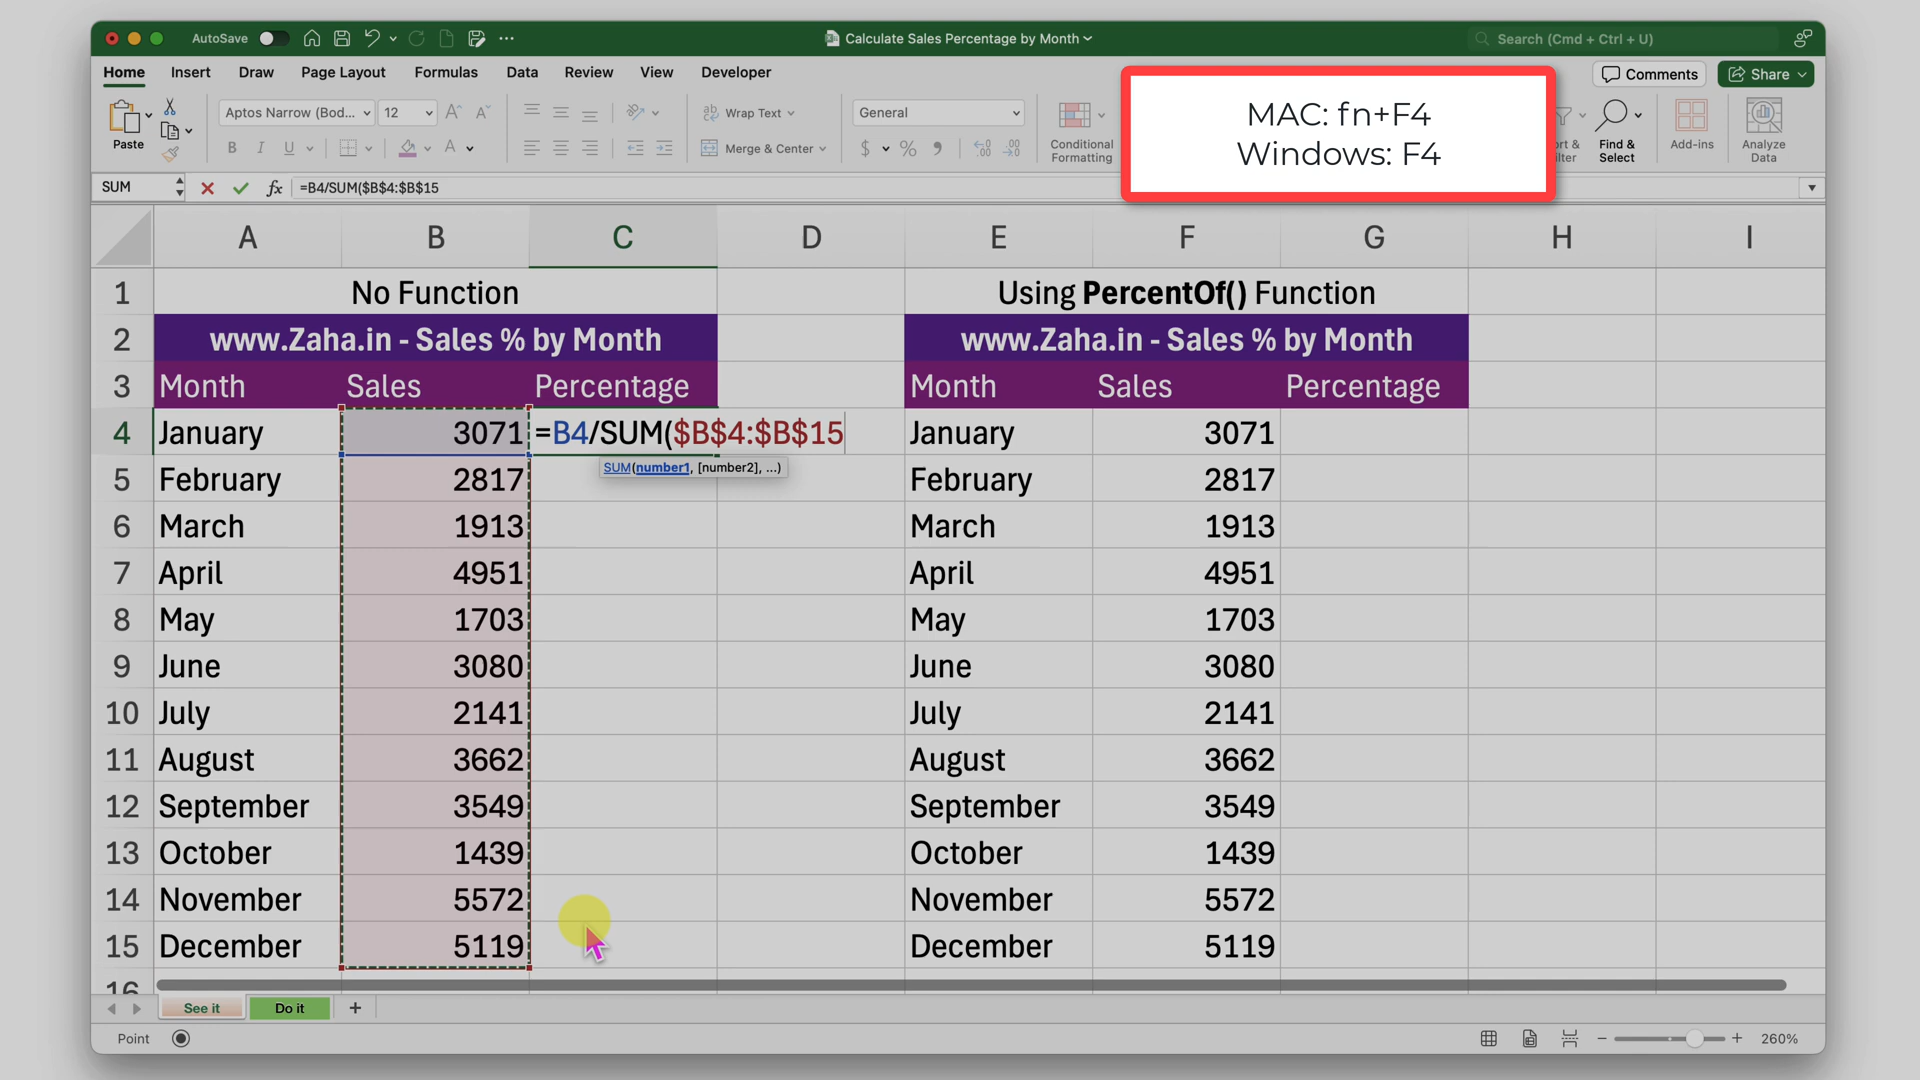 AutoSave
Calculate Sales Percentage by Month
Search (Cmd + Ctrl + U)
Home Insert Draw Page Layout Formulas Data Review View Developer
Comments Share
MAC: fn+F4
Windows: F4
Paste
Aptos Narrow (Bod... 12
Wrap Text
Merge & Center
General
Conditional
Formatting
Find &
Select
Add-ins
Analyze
Data
SUM fx =B4/SUM($B$4:$B$15
A B C D E F G H I
1 No Function Using PercentOf() Function
2 www.Zaha.in - Sales % by Month www.Zaha.in - Sales % by Month
3 Month Sales Percentage Month Sales Percentage
4 January 3071 =B4/SUM($B$4:$B$15 January 3071
SUM(number1, [number2], ...)
5 February 2817 February 2817
6 March 1913 March 1913
7 April 4951 April 4951
8 May 1703 May 1703
9 June 3080 June 3080
10 July 2141 July 2141
11 August 3662 August 3662
12 September 3549 September 3549
13 October 1439 October 1439
14 November 5572 November 5572
15 December 5119 December 5119
16
See it Do it +
Point 260%